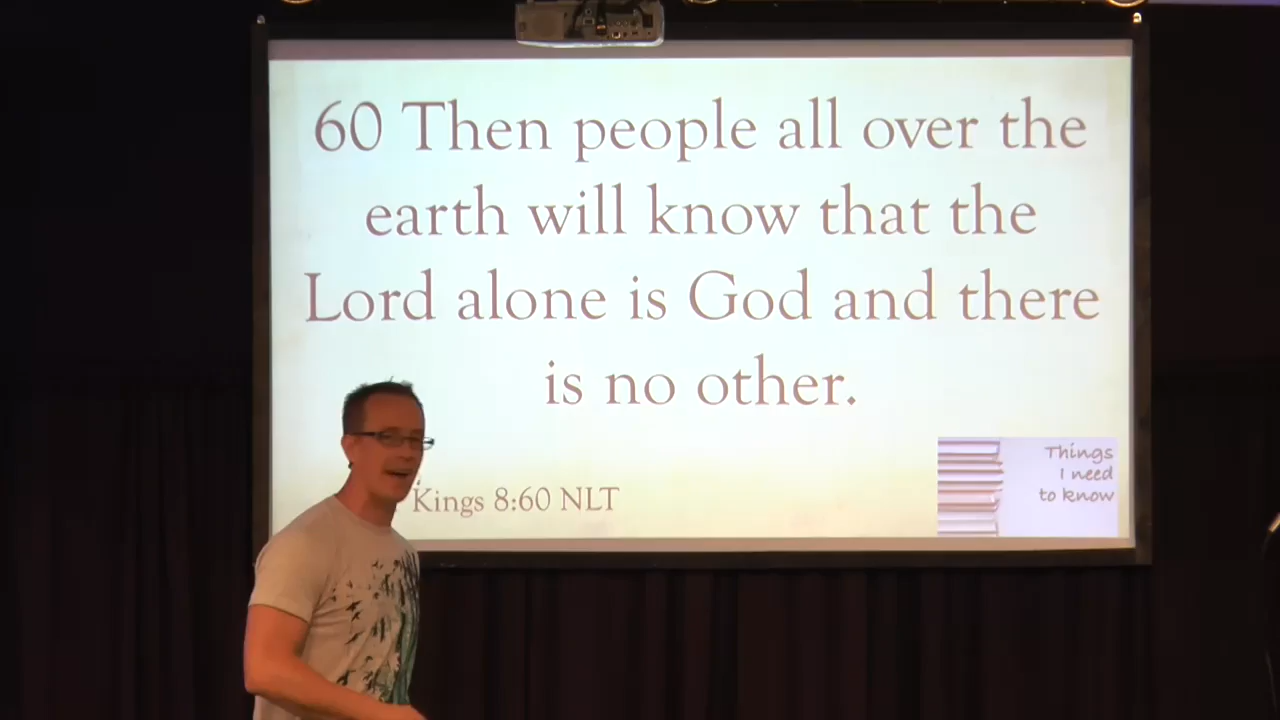 60 Then people all over the
earth will know that the
Lord alone is God and there
is no other.
Kings 8:60 NLT
Things
I need
to know